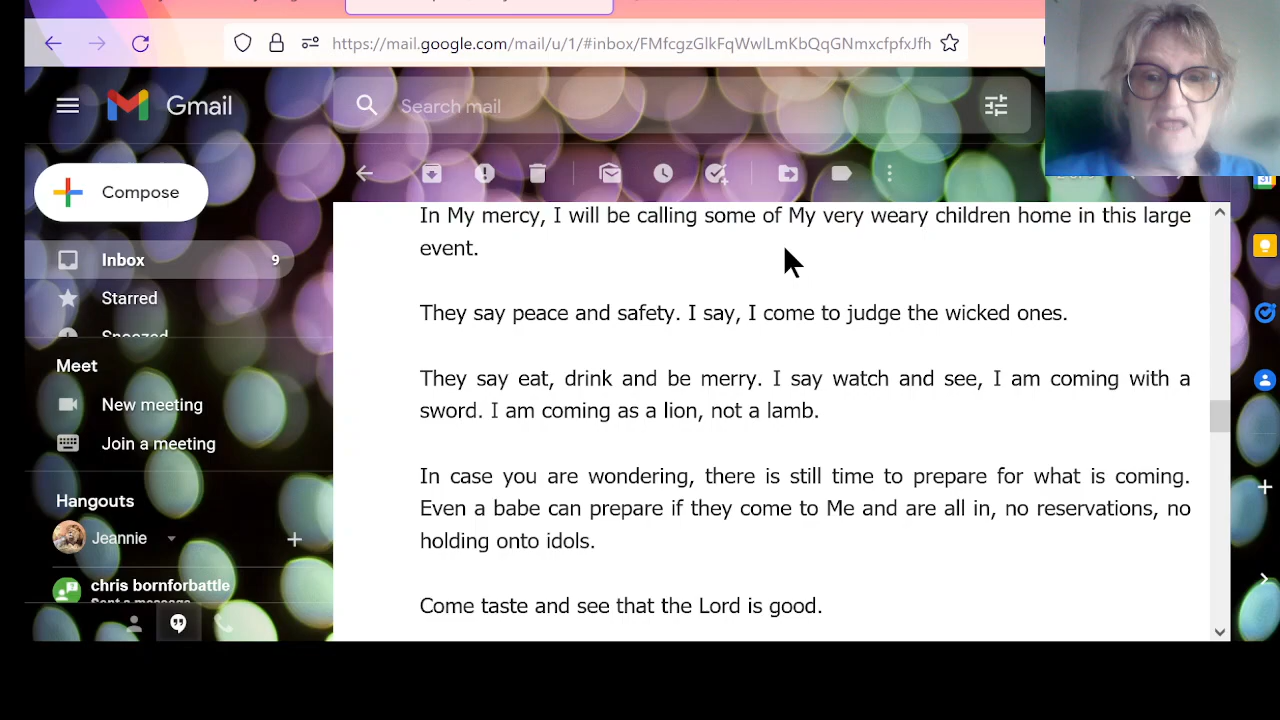 https://mail.google.com/mail/u/1/#inbox/FMfcgzGlkFqWwlLmKbQqGNmxcfpfxJfh
Gmail
Search mail
Compose
Inbox 9
Starred
Snoozed
Meet
New meeting
Join a meeting
Hangouts
Jeannie
chris bornforbattle
Sent a message
In My mercy, I will be calling some of My very weary children home in this large
event.
They say peace and safety. I say, I come to judge the wicked ones.
They say eat, drink and be merry. I say watch and see, I am coming with a
sword. I am coming as a lion, not a lamb.
In case you are wondering, there is still time to prepare for what is coming.
Even a babe can prepare if they come to Me and are all in, no reservations, no
holding onto idols.
Come taste and see that the Lord is good.